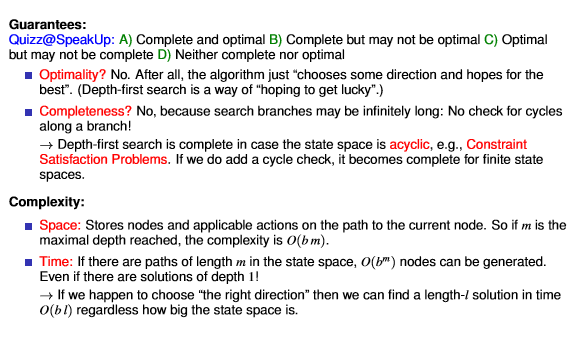 Guarantees:
Quizz@SpeakUp: A) Complete and optimal B) Complete but may not be optimal C) Optimal
but may not be complete D) Neither complete nor optimal
Optimality? No. After all, the algorithm just “chooses some direction and hopes for the
best”. (Depth-first search is a way of “hoping to get lucky”.)
Completeness? No, because search branches may be infinitely long: No check for cycles
along a branch!
→ Depth-first search is complete in case the state space is acyclic, e.g., Constraint
Satisfaction Problems. If we do add a cycle check, it becomes complete for finite state
spaces.
Complexity:
Space: Stores nodes and applicable actions on the path to the current node. So if m is the
maximal depth reached, the complexity is O(b m).
Time: If there are paths of length m in the state space, O(b^m) nodes can be generated.
Even if there are solutions of depth 1!
→ If we happen to choose “the right direction” then we can find a length-l solution in time
O(b l) regardless how big the state space is.